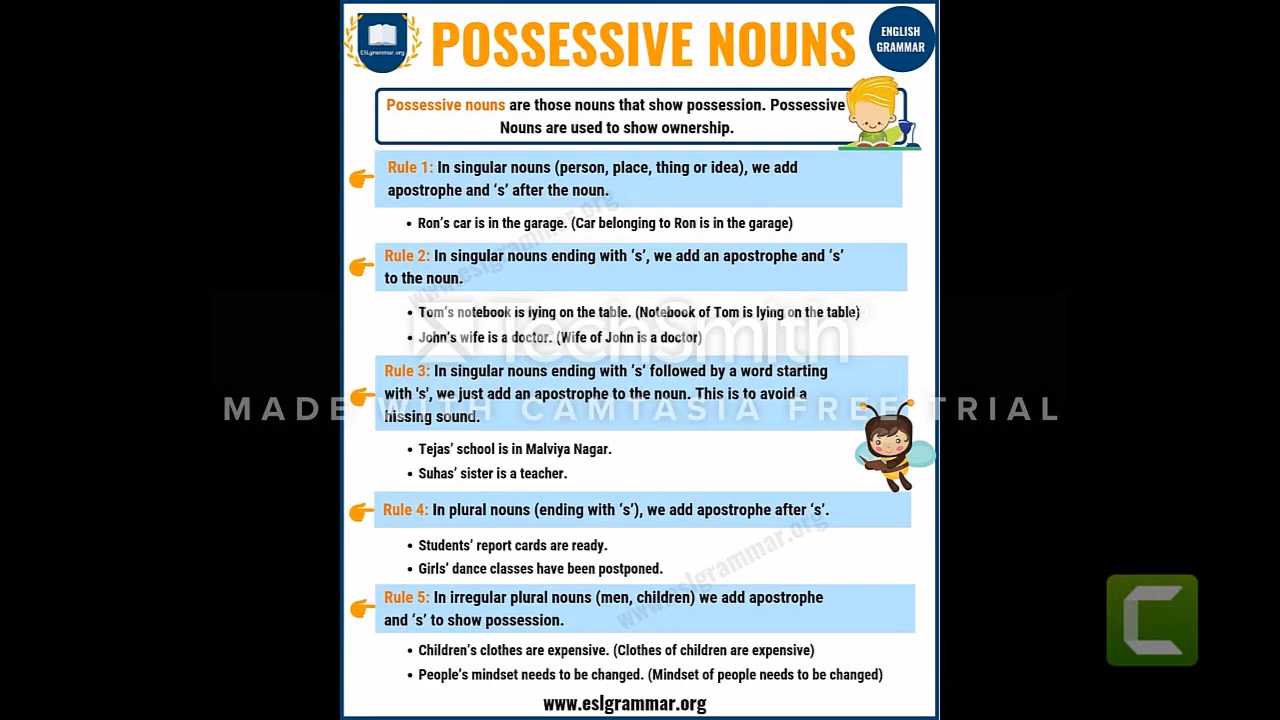 ESLgrammar.org
POSSESSIVE NOUNS
ENGLISH
GRAMMAR
Possessive nouns are those nouns that show possession. Possessive
Nouns are used to show ownership.
Rule 1: In singular nouns (person, place, thing or idea), we add
apostrophe and ‘s’ after the noun.
• Ron’s car is in the garage. (Car belonging to Ron is in the garage)
www.eslgrammar.org
Rule 2: In singular nouns ending with ‘s’, we add an apostrophe and ‘s’
to the noun.
• Tom’s notebook is lying on the table. (Notebook of Tom is lying on the table)
• John’s wife is a doctor. (Wife of John is a doctor)
TechSmith
Rule 3: In singular nouns ending with ‘s’ followed by a word starting
with 's', we just add an apostrophe to the noun. This is to avoid a
hissing sound.
MADE WITH CAMTASIA FREE TRIAL
• Tejas’ school is in Malviya Nagar.
• Suhas’ sister is a teacher.
Rule 4: In plural nouns (ending with ‘s’), we add apostrophe after ‘s’.
• Students’ report cards are ready.
• Girls’ dance classes have been postponed.
www.eslgrammar.org
Rule 5: In irregular plural nouns (men, children) we add apostrophe
and ‘s’ to show possession.
• Children’s clothes are expensive. (Clothes of children are expensive)
• People’s mindset needs to be changed. (Mindset of people needs to be changed)
www.eslgrammar.org